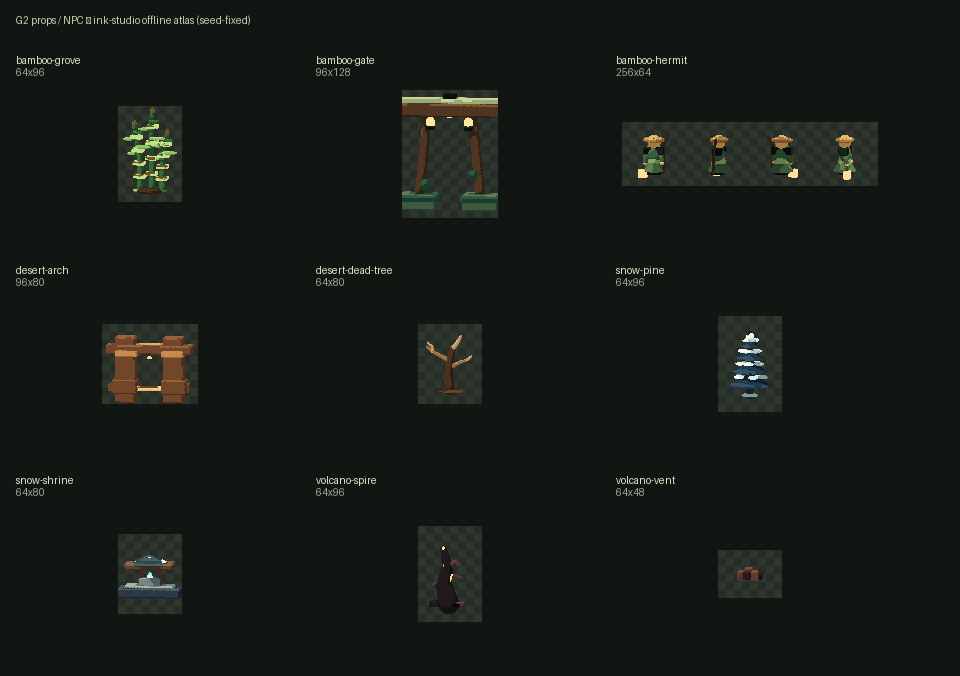 G2 props / NPC ▯ ink-studio offline atlas (seed-fixed)
bamboo-grove
64x96
bamboo-gate
96x128
bamboo-hermit
256x64
desert-arch
96x80
desert-dead-tree
64x80
snow-pine
64x96
snow-shrine
64x80
volcano-spire
64x96
volcano-vent
64x48